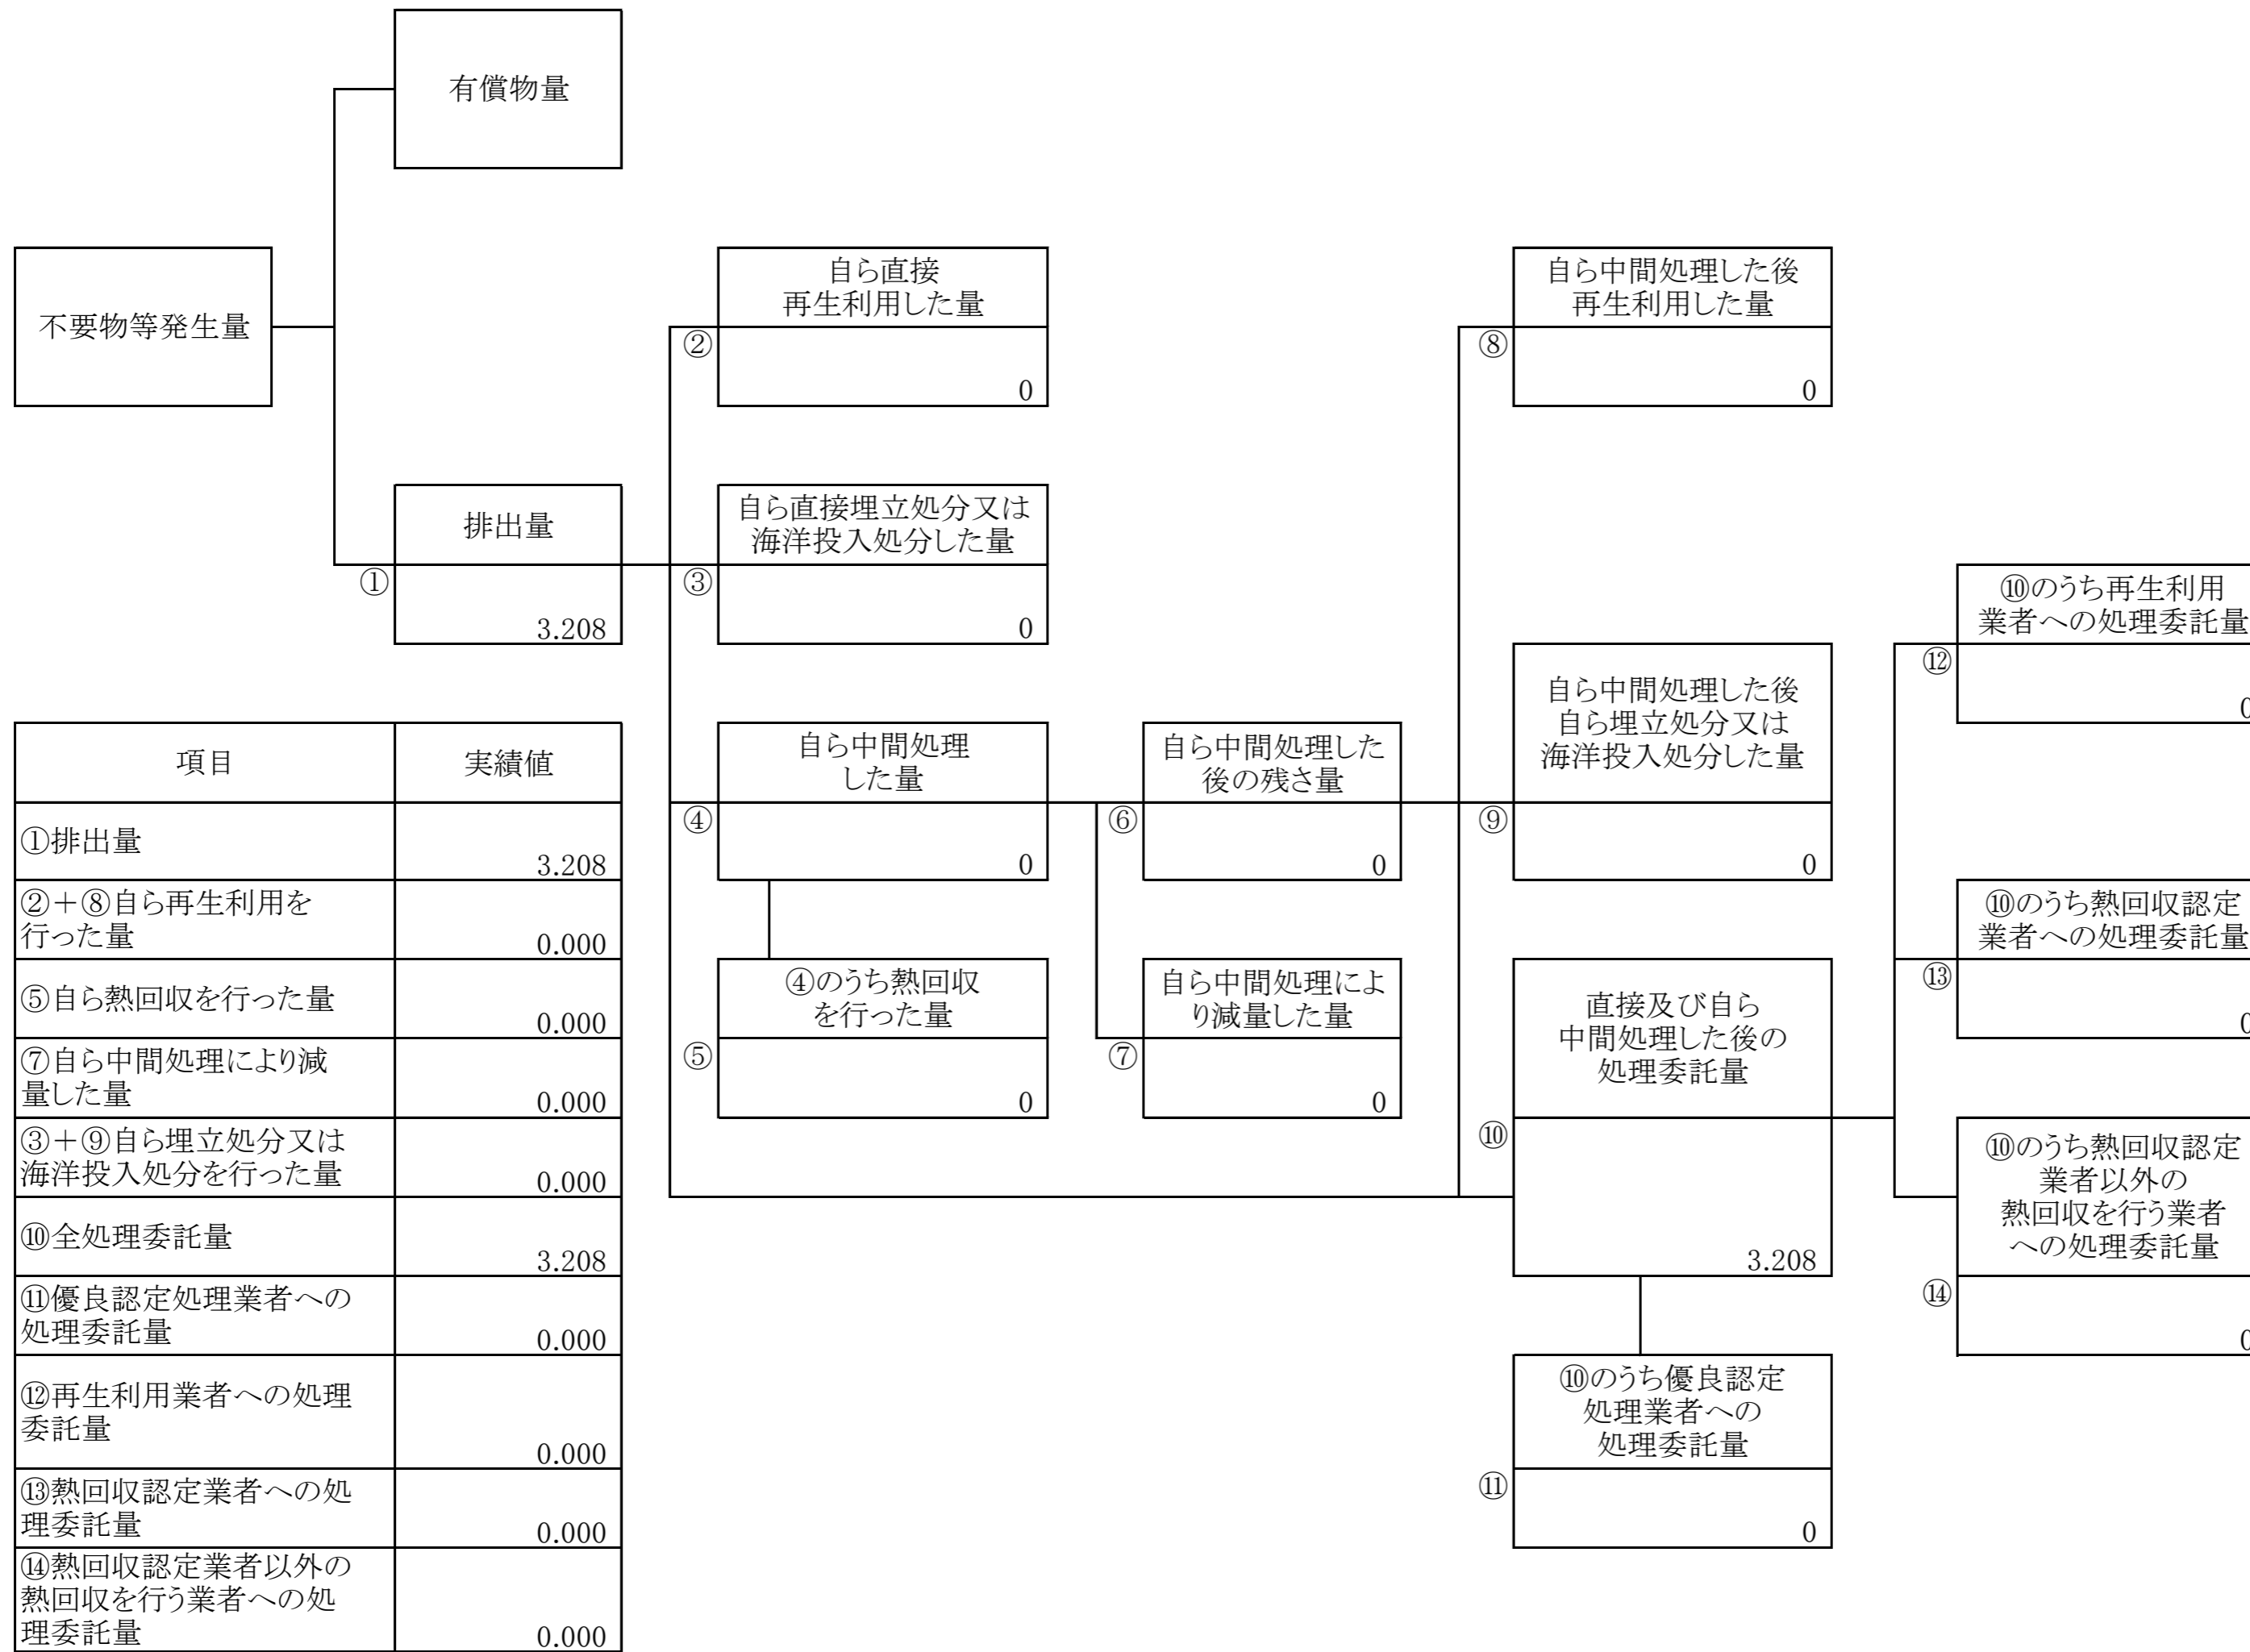 有償物量
不要物等発生量
自ら直接
再生利用した量
②
0
自ら中間処理した後
再生利用した量
⑧
0
排出量
①
3.208
自ら直接埋立処分又は
海洋投入処分した量
③
0
⑩のうち再生利用
業者への処理委託量
⑫
0
自ら中間処理
した量
④
0
自ら中間処理した
後の残さ量
⑥
0
自ら中間処理した後
自ら埋立処分又は
海洋投入処分した量
⑨
0
⑩のうち熱回収認定
業者への処理委託量
⑬
0
④のうち熱回収
を行った量
⑤
0
自ら中間処理によ
り減量した量
⑦
0
直接及び自ら
中間処理した後の
処理委託量
⑩
3.208
⑩のうち熱回収認定
業者以外の
熱回収を行う業者
への処理委託量
⑭
0
⑩のうち優良認定
処理業者への
処理委託量
⑪
0
項目 実績値
①排出量
3.208
②+⑧自ら再生利用を
行った量
0.000
⑤自ら熱回収を行った量
0.000
⑦自ら中間処理により減
量した量
0.000
③+⑨自ら埋立処分又は
海洋投入処分を行った量
0.000
⑩全処理委託量
3.208
⑪優良認定処理業者への
処理委託量
0.000
⑫再生利用業者への処理
委託量
0.000
⑬熱回収認定業者への処
理委託量
0.000
⑭熱回収認定業者以外の
熱回収を行う業者への処
理委託量
0.000